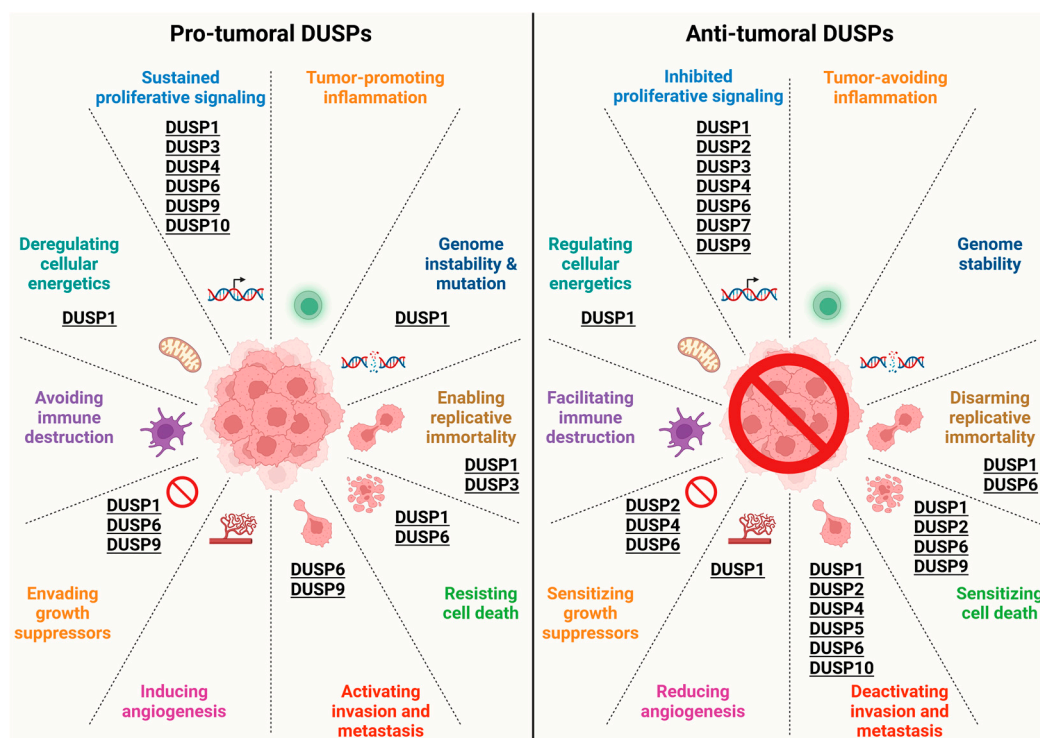 Pro-tumoral DUSPs
Sustained
proliferative signaling
DUSP1
DUSP3
DUSP4
DUSP6
DUSP9
DUSP10
Tumor-promoting
inflammation
Deregulating
cellular
energetics
DUSP1
Genome
instability &
mutation
DUSP1
Avoiding
immune
destruction
Enabling
replicative
immortality
DUSP1
DUSP3
DUSP1
DUSP6
DUSP9
Envading
growth
suppressors
DUSP1
DUSP6
Resisting
cell death
Inducing
angiogenesis
DUSP6
DUSP9
Activating
invasion and
metastasis
Anti-tumoral DUSPs
Inhibited
proliferative signaling
DUSP1
DUSP2
DUSP3
DUSP4
DUSP6
DUSP7
DUSP9
Tumor-avoiding
inflammation
Regulating
cellular
energetics
DUSP1
Genome
stability
Facilitating
immune
destruction
Disarming
replicative
immortality
DUSP1
DUSP6
DUSP2
DUSP4
DUSP6
Sensitizing
growth
suppressors
DUSP1
DUSP2
DUSP6
DUSP9
Sensitizing
cell death
DUSP1
Reducing
angiogenesis
DUSP1
DUSP2
DUSP4
DUSP5
DUSP6
DUSP10
Deactivating
invasion and
metastasis